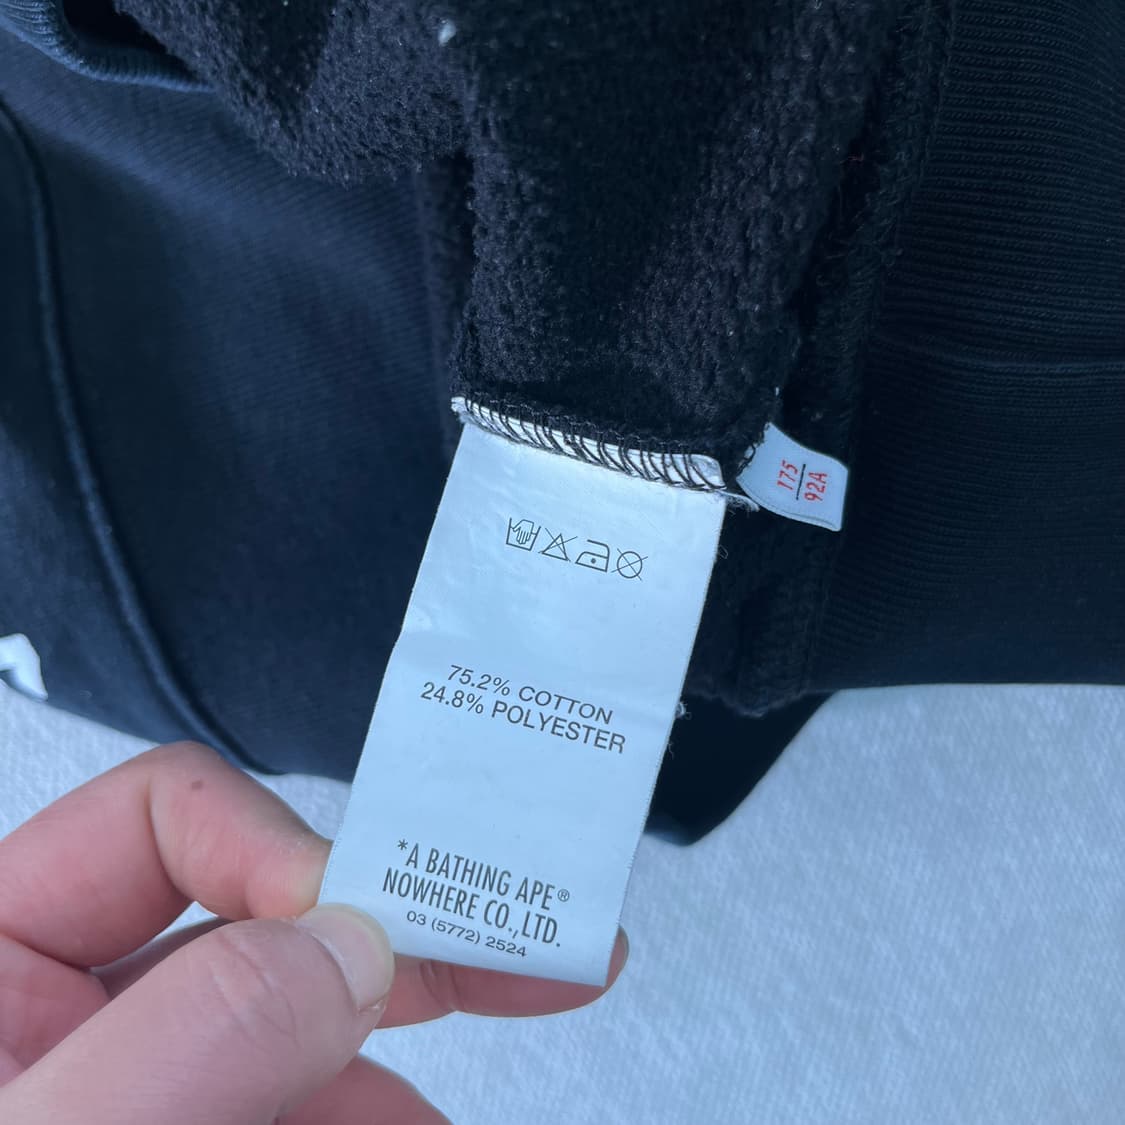 175
92A
75.2% COTTON
24.8% POLYESTER
*A BATHING APE®
NOWHERE CO.,LTD.
03 (5772) 2524